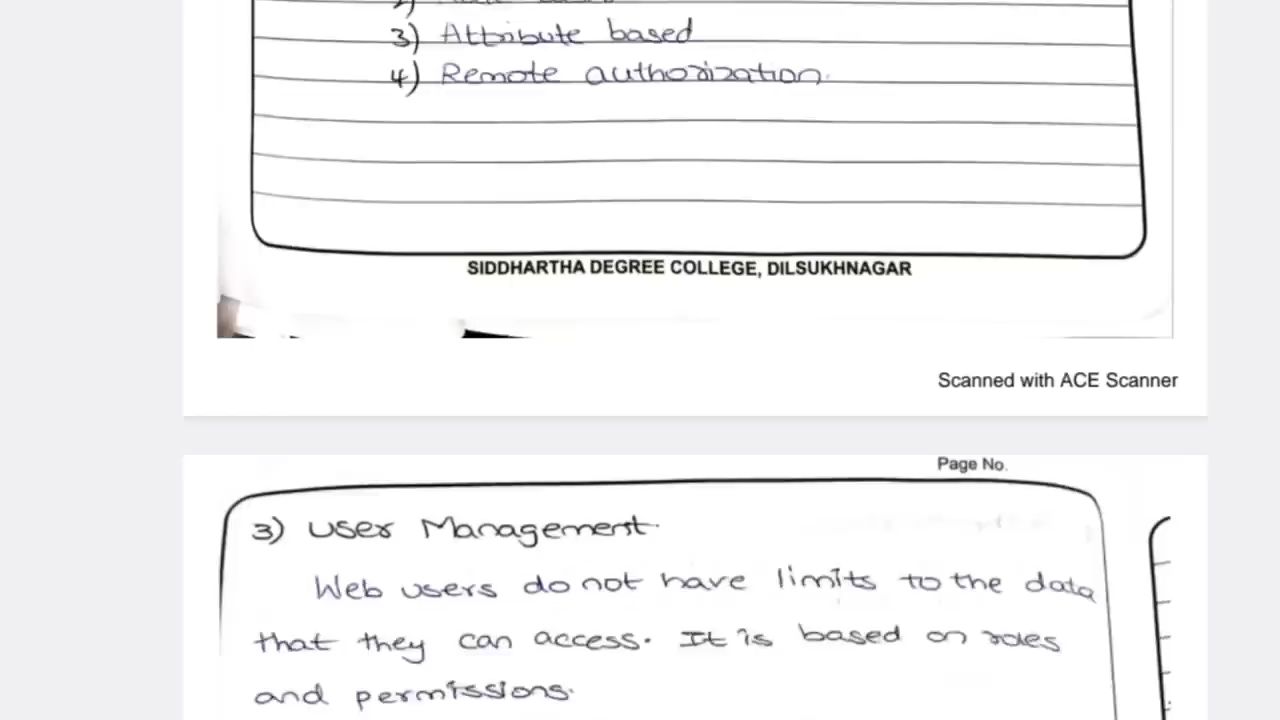 3) Attribute based
4) Remote authorization.
SIDDHARTHA DEGREE COLLEGE, DILSUKHNAGAR
Scanned with ACE Scanner
Page No.
3) User Management.
Web users do not have limits to the data
that they can access. It is based on roles
and permissions.